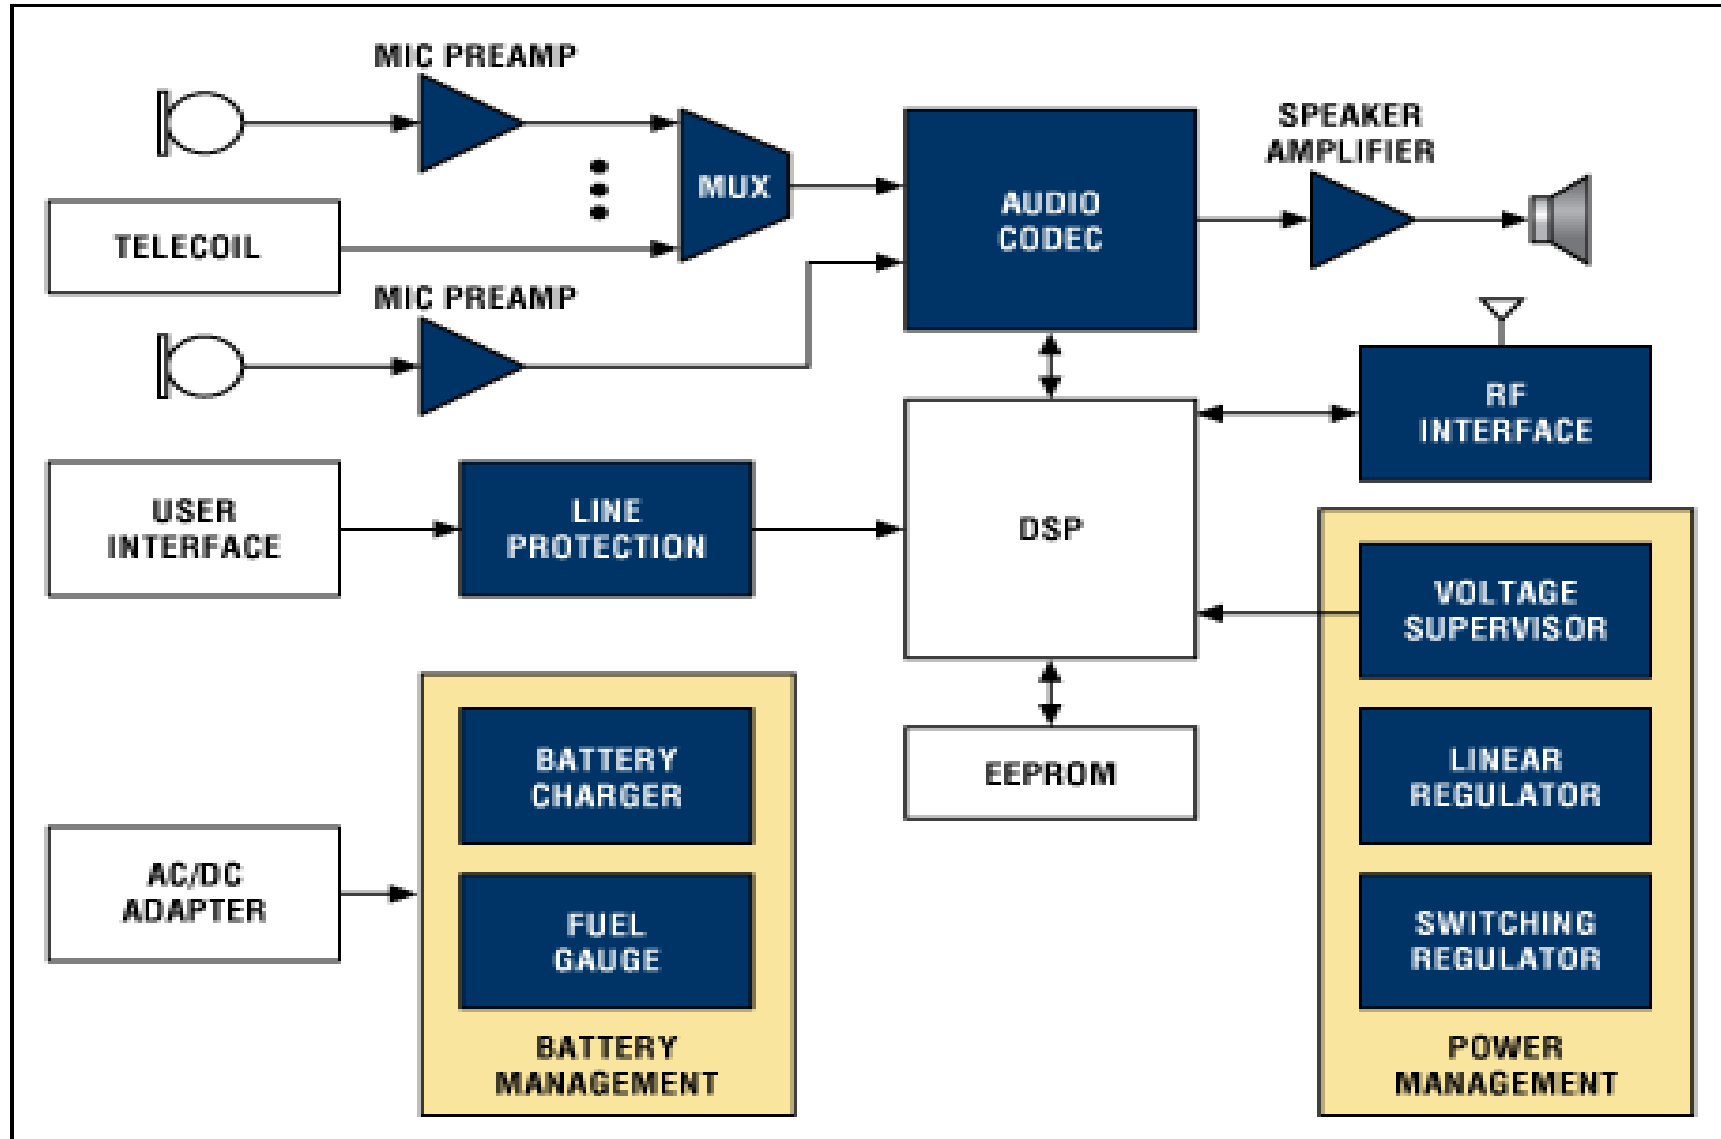 MIC PREAMP
MUX
TELECOIL
MIC PREAMP
AUDIO
CODEC
SPEAKER
AMPLIFIER
RF
INTERFACE
USER
INTERFACE
LINE
PROTECTION
DSP
VOLTAGE
SUPERVISOR
LINEAR
REGULATOR
SWITCHING
REGULATOR
POWER
MANAGEMENT
EEPROM
AC/DC
ADAPTER
BATTERY
CHARGER
FUEL
GAUGE
BATTERY
MANAGEMENT